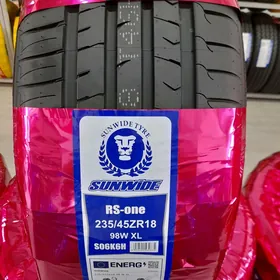 SUNWIDE TYRE
SUNWIDE
RS-one
235/45ZR18
98W XL
S06K6H
ENERG